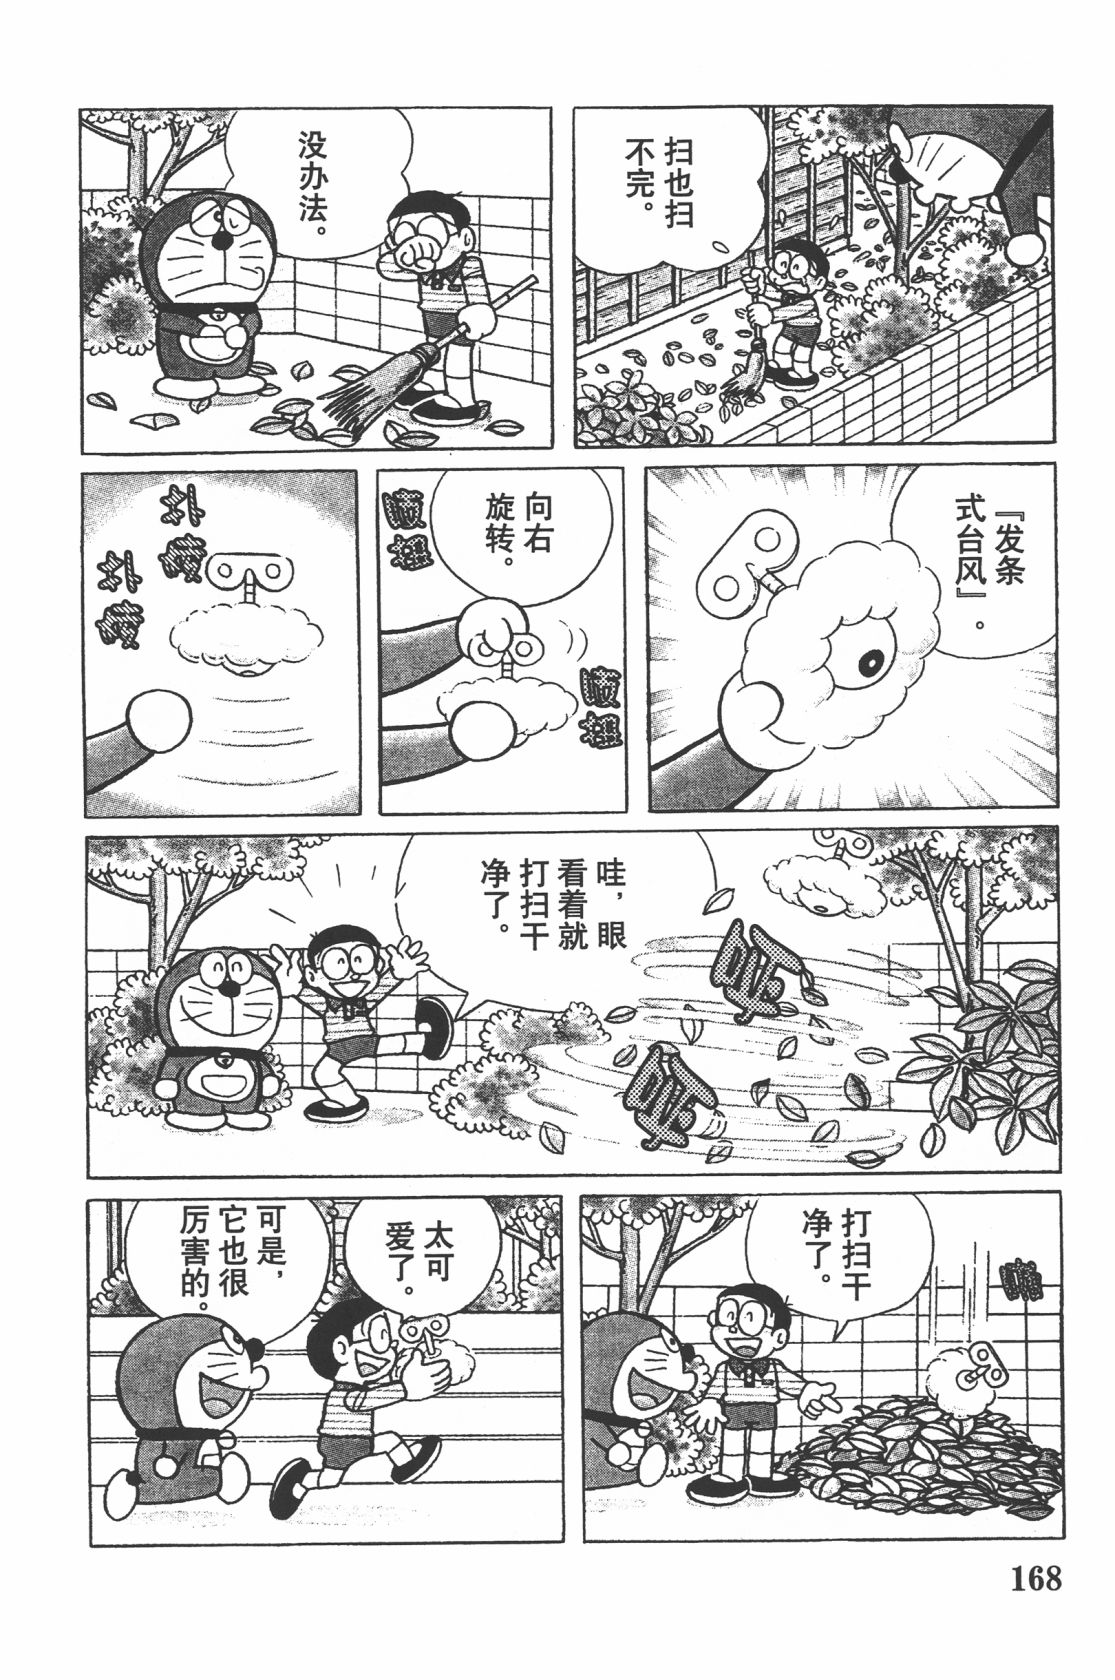 扫也扫
不完。
没办法。
『发条
式台风』。
向右
旋转。
哇，眼
看着就
打扫干
净了。
打扫干
净了。
太可
爱了。
可是，
它也很
厉害的。
168